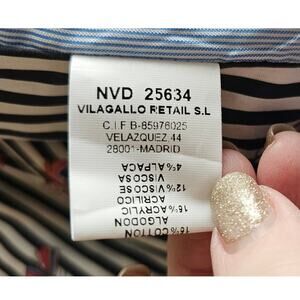 NVD 25634
VILAGALLO RETAIL S.L
C.I.F B-85976025
VELAZQUEZ 44
28001-MADRID
16% COTTON
ALGODON
16% ACRYLIC
ACRILICO
12% VISCOSE
VISCOSA
4% ALPACA